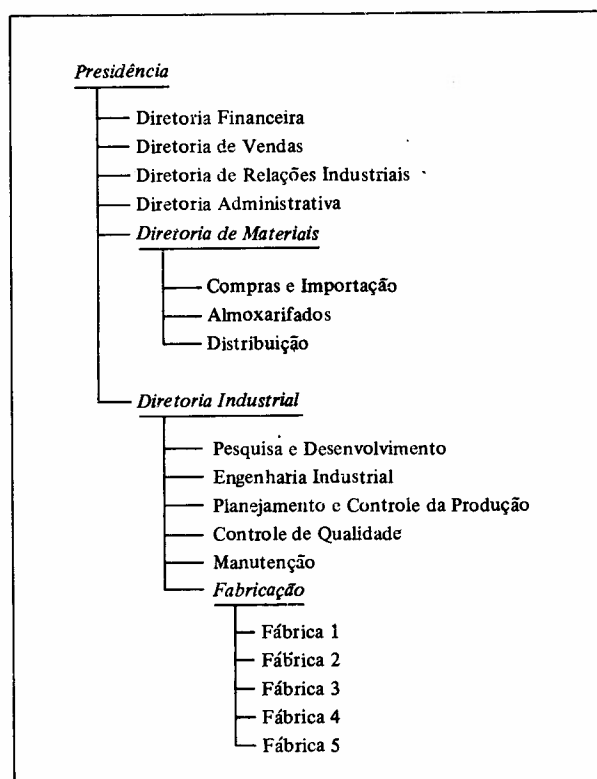 Presidência
Diretoria Financeira
Diretoria de Vendas
Diretoria de Relações Industriais
Diretoria Administrativa
Diretoria de Materiais
Compras e Importação
Almoxarifados
Distribuição
Diretoria Industrial
Pesquisa e Desenvolvimento
Engenharia Industrial
Planejamento e Controle da Produção
Controle de Qualidade
Manutenção
Fabricação
Fábrica 1
Fábrica 2
Fábrica 3
Fábrica 4
Fábrica 5